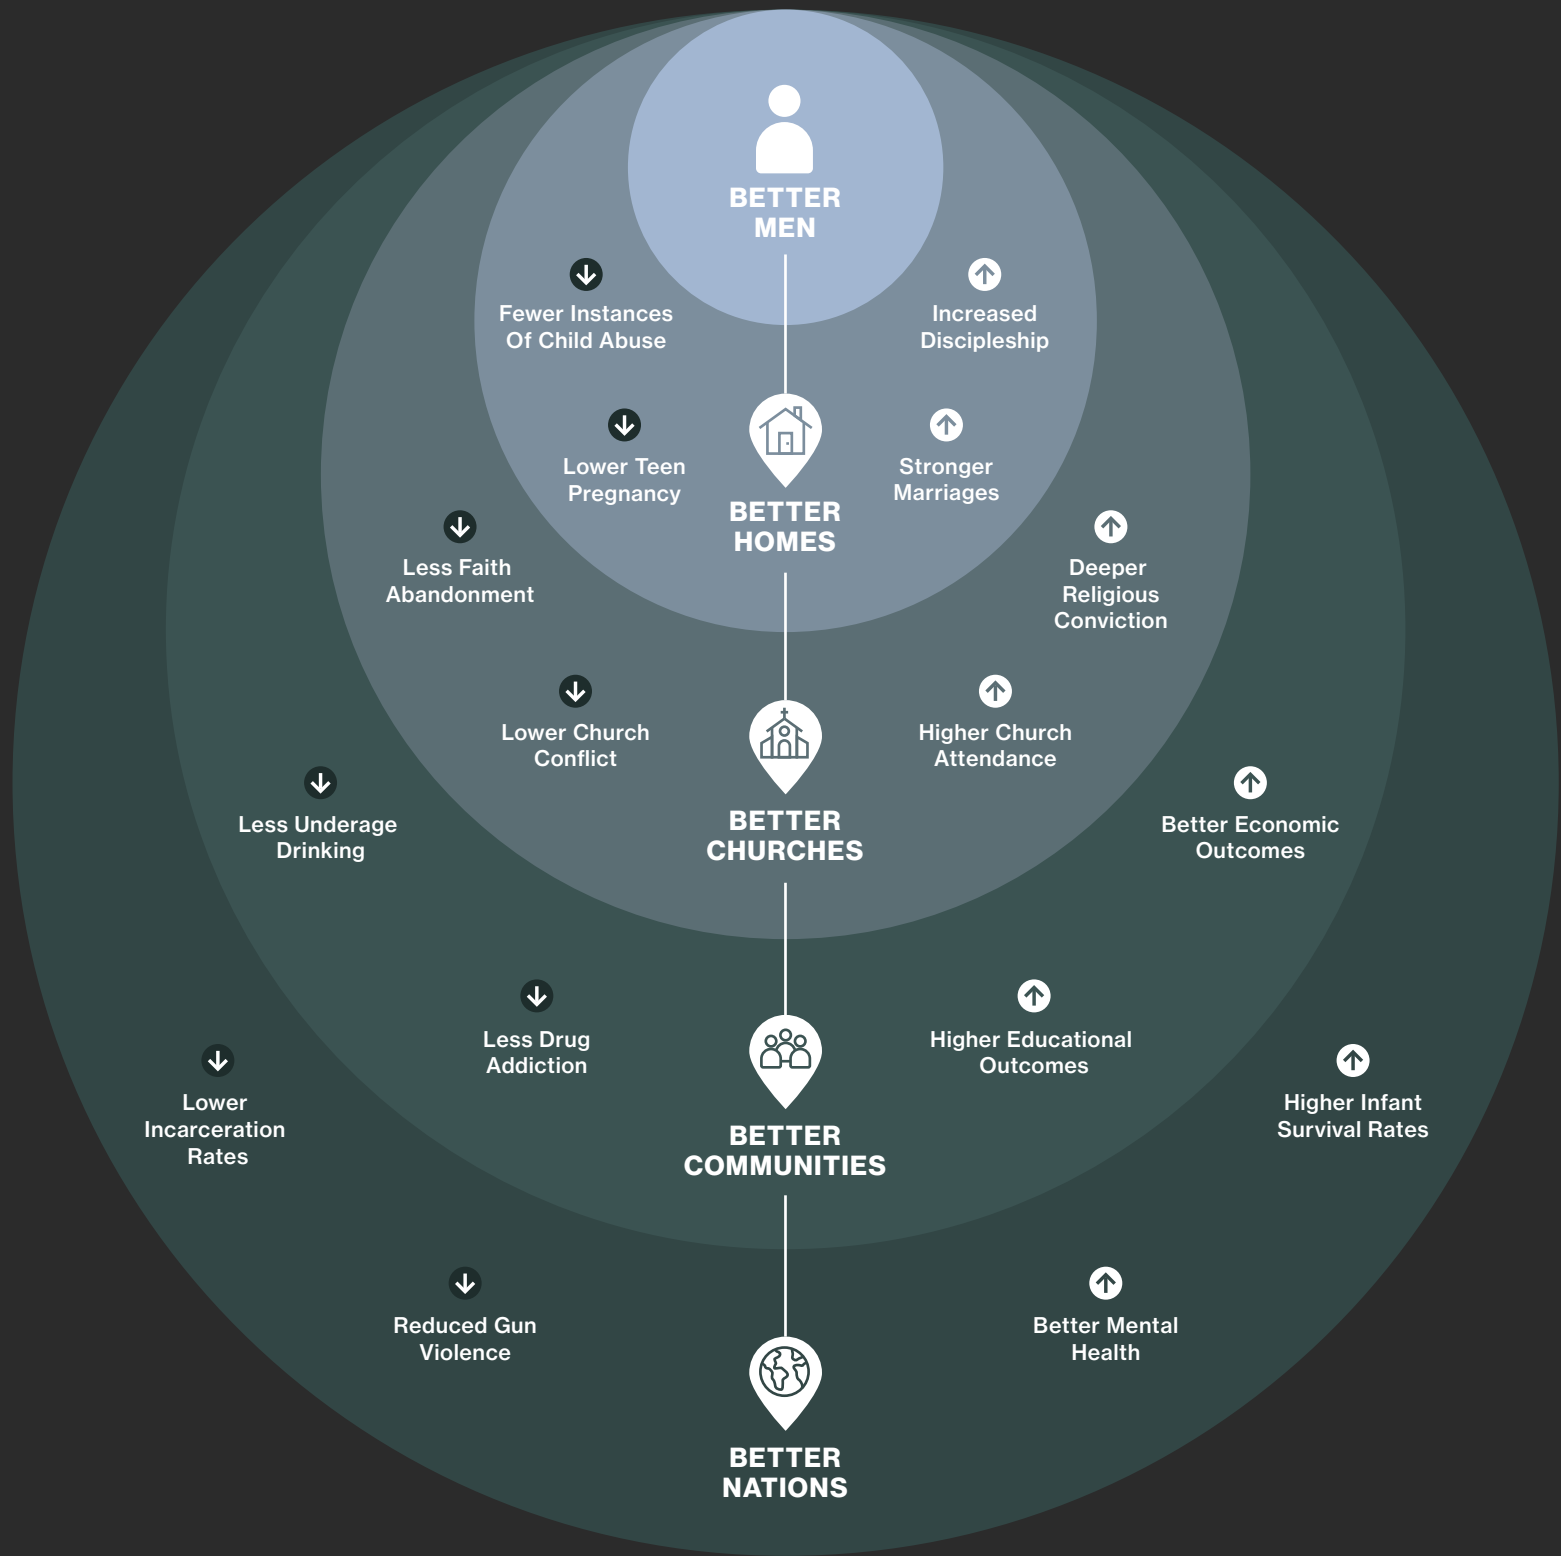 BETTER
MEN
Fewer Instances
Of Child Abuse
Increased
Discipleship
Lower Teen
Pregnancy
Stronger
Marriages
BETTER
HOMES
Less Faith
Abandonment
Deeper
Religious
Conviction
Lower Church
Conflict
Higher Church
Attendance
BETTER
CHURCHES
Less Underage
Drinking
Better Economic
Outcomes
Less Drug
Addiction
Higher Educational
Outcomes
BETTER
COMMUNITIES
Lower
Incarceration
Rates
Higher Infant
Survival Rates
Reduced Gun
Violence
Better Mental
Health
BETTER
NATIONS